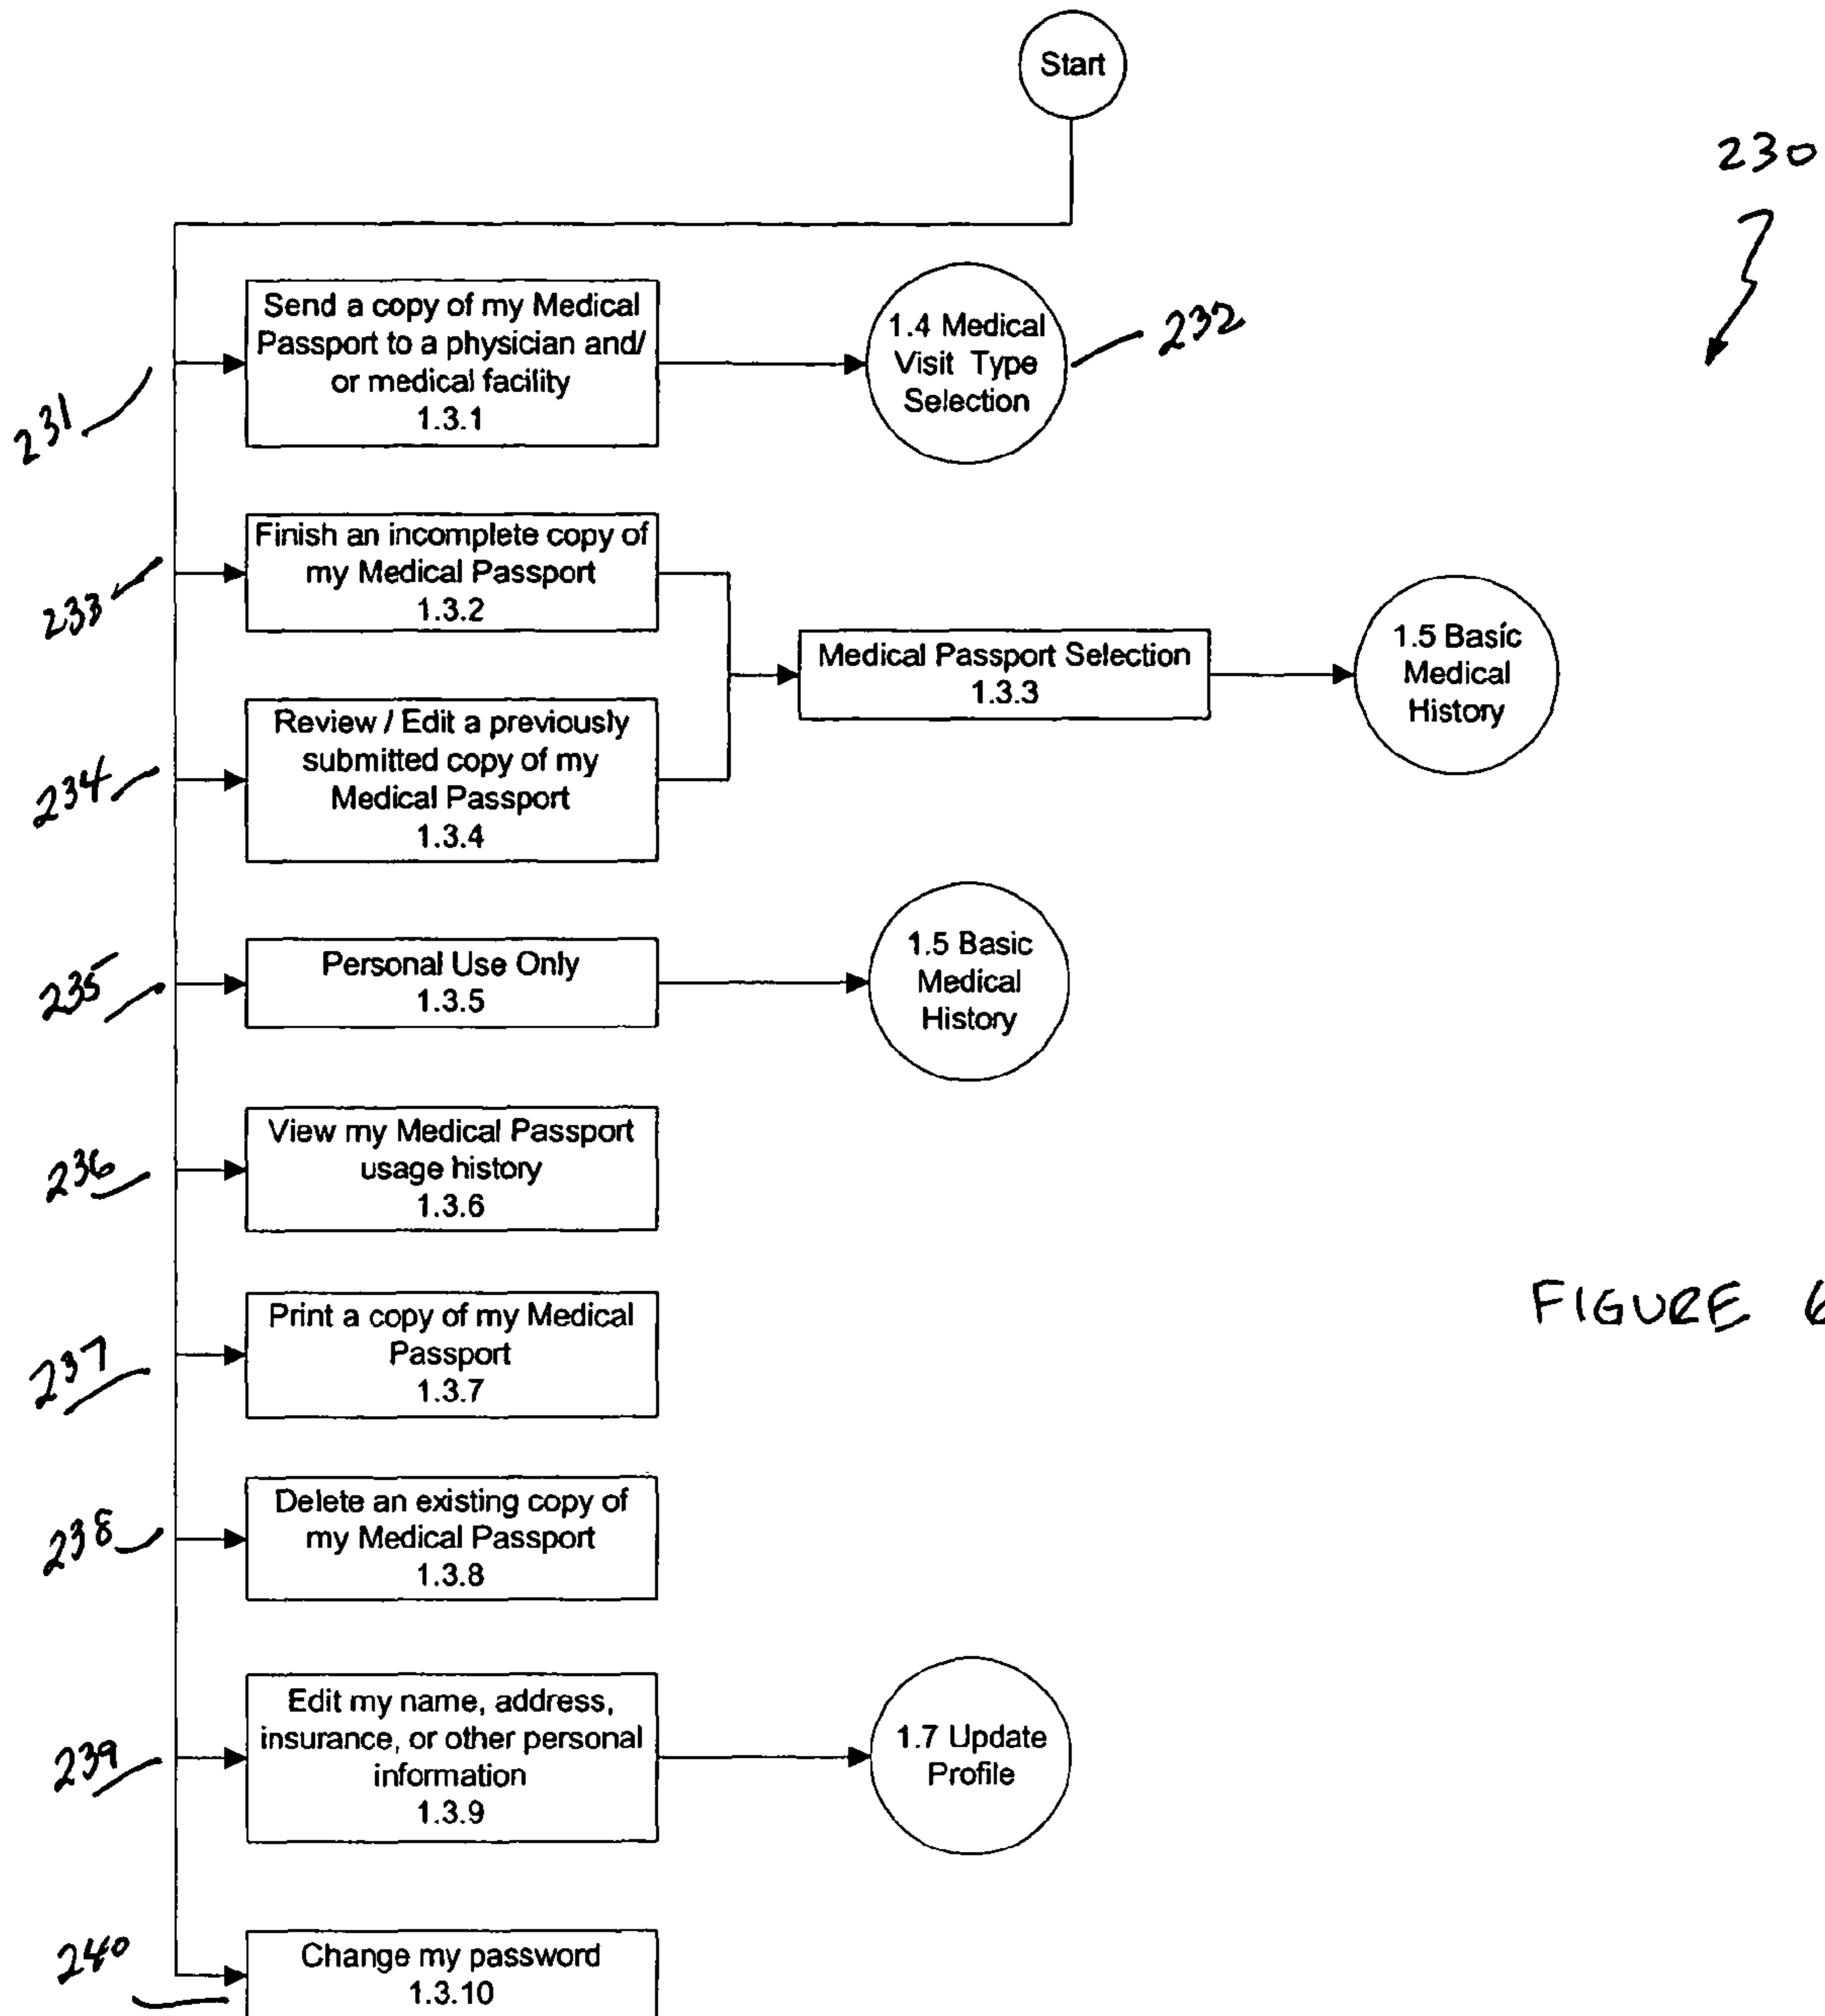 Start
230
Send a copy of my Medical
Passport to a physician and/
or medical facility
1.3.1
231
1.4 Medical
Visit Type
Selection
232
Finish an incomplete copy of
my Medical Passport
1.3.2
233
Medical Passport Selection
1.3.3
1.5 Basic
Medical
History
Review / Edit a previously
submitted copy of my
Medical Passport
1.3.4
234
Personal Use Only
1.3.5
235
1.5 Basic
Medical
History
View my Medical Passport
usage history
1.3.6
236
FIGURE 6
Print a copy of my Medical
Passport
1.3.7
237
Delete an existing copy of
my Medical Passport
1.3.8
238
Edit my name, address,
insurance, or other personal
information
1.3.9
239
1.7 Update
Profile
Change my password
1.3.10
240